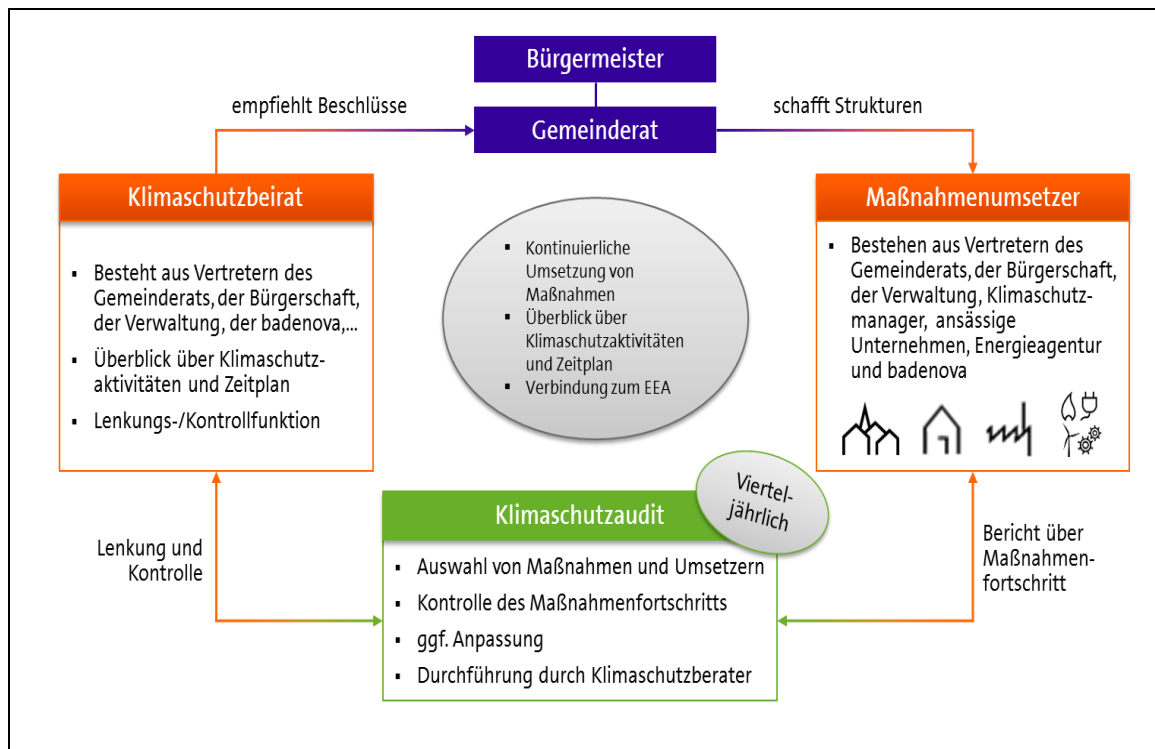 Bürgermeister
empfiehlt Beschlüsse
Gemeinderat
schafft Strukturen
Klimaschutzbeirat
▪ Besteht aus Vertretern des
Gemeinderats, der Bürgerschaft,
der Verwaltung, der badenova,...
▪ Überblick über Klimaschutz-
aktivitäten und Zeitplan
▪ Lenkungs-/Kontrollfunktion
▪ Kontinuierliche
Umsetzung von
Maßnahmen
▪ Überblick über
Klimaschutzaktivitäten
und Zeitplan
▪ Verbindung zum EEA
Maßnahmenumsetzer
▪ Bestehen aus Vertretern des
Gemeinderats, der Bürgerschaft,
der Verwaltung, Klimaschutz-
manager, ansässige
Unternehmen, Energieagentur
und badenova
Lenkung und
Kontrolle
Klimaschutzaudit
Viertel-
jährlich
▪ Auswahl von Maßnahmen und Umsetzern
▪ Kontrolle des Maßnahmenfortschritts
▪ ggf. Anpassung
▪ Durchführung durch Klimaschutzberater
Bericht über
Maßnahmen-
fortschritt